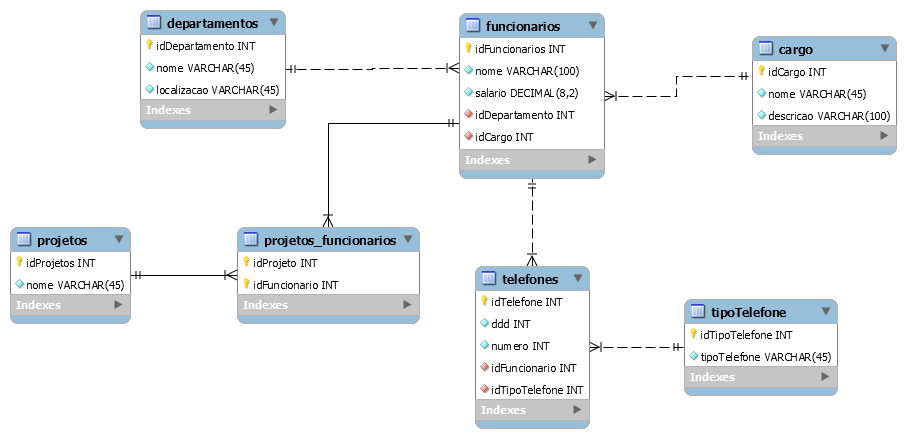 departamentos
idDepartamento INT
nome VARCHAR(45)
localizacao VARCHAR(45)
Indexes
funcionarios
idFuncionarios INT
nome VARCHAR(100)
salario DECIMAL(8,2)
idDepartamento INT
idCargo INT
Indexes
cargo
idCargo INT
nome VARCHAR(45)
descricao VARCHAR(100)
Indexes
projetos
idProjetos INT
nome VARCHAR(45)
Indexes
projetos_funcionarios
idProjeto INT
idFuncionario INT
Indexes
telefones
idTelefone INT
ddd INT
numero INT
idFuncionario INT
idTipoTelefone INT
Indexes
tipoTelefone
idTipoTelefone INT
tipoTelefone VARCHAR(45)
Indexes